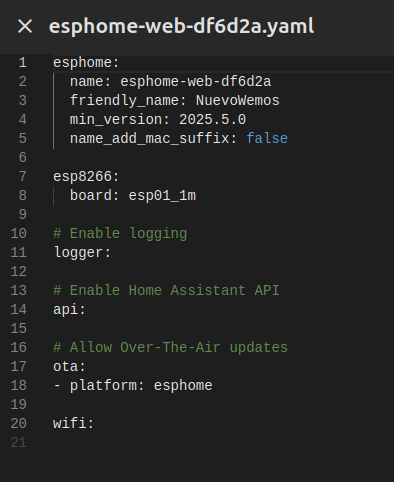 × esphome-web-df6d2a.yaml
1 esphome:
2   name: esphome-web-df6d2a
3   friendly_name: NuevoWemos
4   min_version: 2025.5.0
5   name_add_mac_suffix: false
6
7 esp8266:
8   board: esp01_1m
9
10 # Enable logging
11 logger:
12
13 # Enable Home Assistant API
14 api:
15
16 # Allow Over-The-Air updates
17 ota:
18 - platform: esphome
19
20 wifi:
21